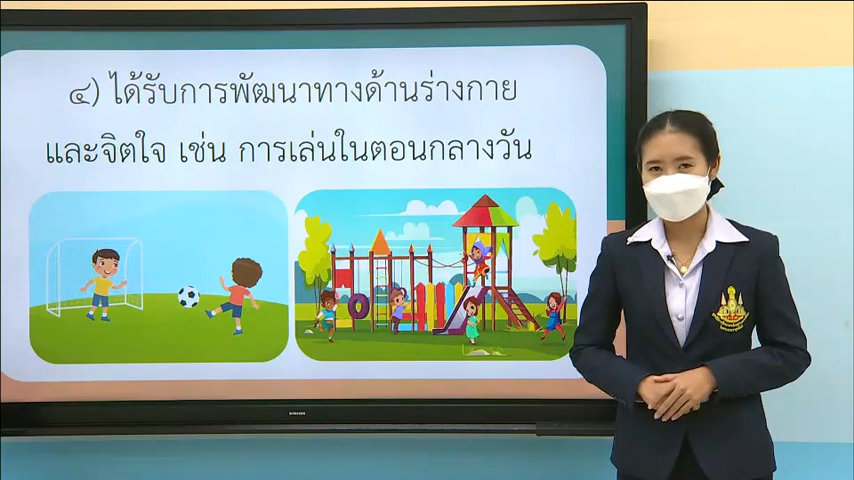 ๔) ได้รับการพัฒนาทางด้านร่างกาย
และจิตใจ เช่น การเล่นในตอนกลางวัน
SAMSUNG